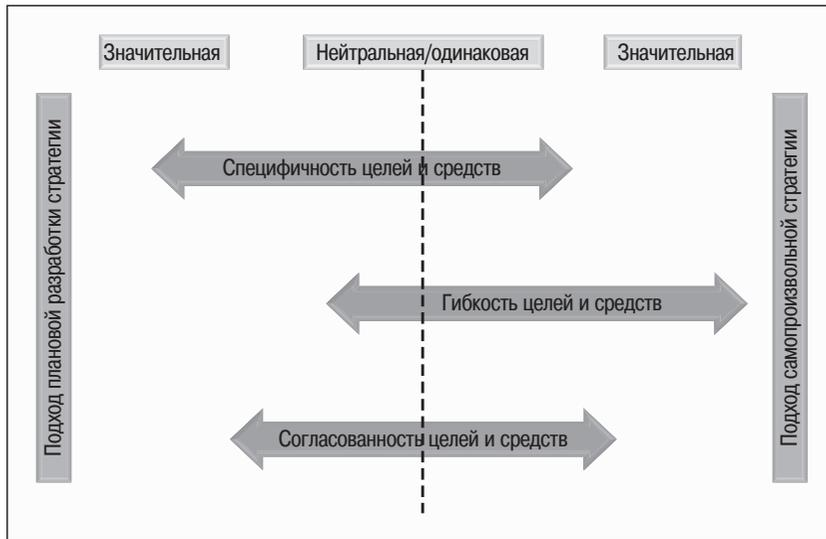 Значительная
Нейтральная/одинаковая
Значительная
Подход плановой разработки стратегии
Специфичность целей и средств
Гибкость целей и средств
Согласованность целей и средств
Подход самопроизвольной стратегии